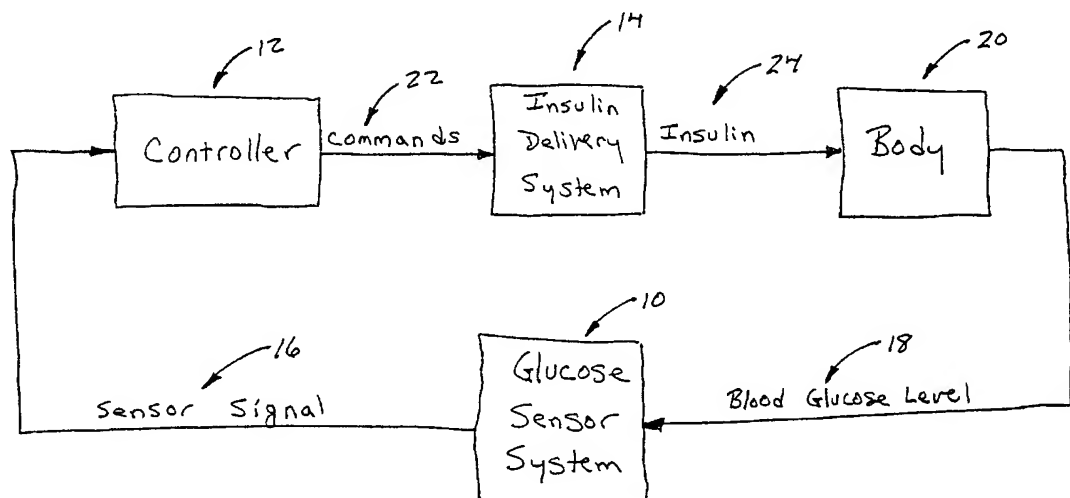 12
14
20
22
24
Controller
Commands
Insulin
Delivery
System
Insulin
Body
10
16
18
Sensor Signal
Glucose
Sensor
System
Blood Glucose Level